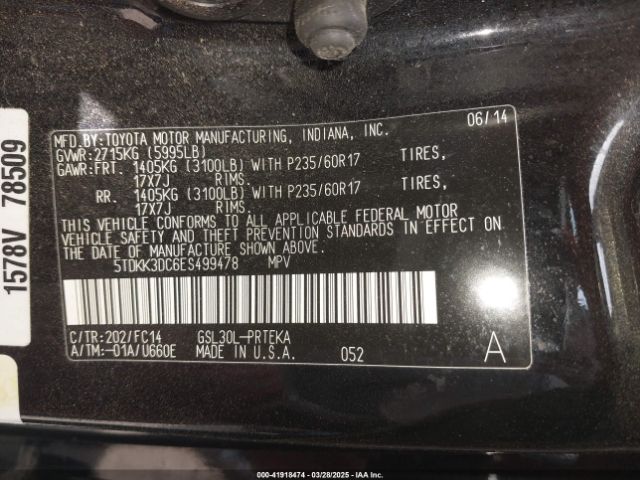 MFD.BY:TOYOTA MOTOR MANUFACTURING, INDIANA, INC. 06/14
GVWR:2715KG (5995LB)
GAWR:FRT. 1405KG (3100LB) WITH P235/60R17 TIRES,
17X7J RIMS.
RR. 1405KG (3100LB) WITH P235/60R17 TIRES,
17X7J RIMS.
THIS VEHICLE CONFORMS TO ALL APPLICABLE FEDERAL MOTOR
VEHICLE SAFETY AND THEFT PREVENTION STANDARDS IN EFFECT ON
THE DATE OF MANUFACTURE SHOWN ABOVE.
5TDKK3DC6ES499478 MPV
C/TR:202/FC14 GSL30L-PRTEKA
A/TM:-01A/U660E MADE IN U.S.A. 052 A
1578V 78509
000-41918474 (PUBLIC) 03/28/2025 - IAA, Inc.